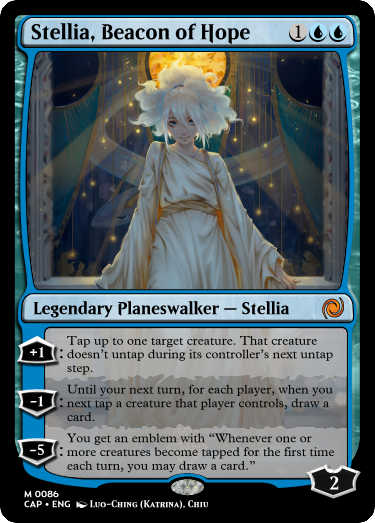 Stellia, Beacon of Hope 1
Legendary Planeswalker — Stellia
+1: Tap up to one target creature. That creature
doesn't untap during its controller's next untap
step.
-1: Until your next turn, for each player, when you
next tap a creature that player controls, draw a
card.
-5: You get an emblem with “Whenever one or
more creatures become tapped for the first time
each turn, you may draw a card.”
2
M 0086
CAP • ENG Luo-Ching (Katrina), Chiu